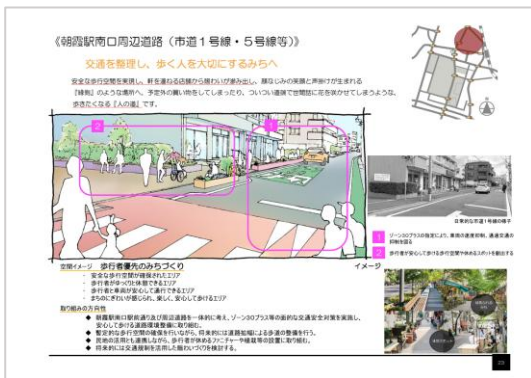 《朝霞駅南口周辺道路（市道１号線・５号線等）》
交通を整理し、歩く人を大切にするみちへ
安全な歩行空間を実現し、軒を連ねる店舗から賑わいが滲み出し、顔なじみの笑顔と声掛けが生まれる
『縁側』のような場所へ。予定外の買い物をしてしまったり、ついつい道端で世間話に花を咲かせてしまうような、
歩きたくなる『人の道』です。
2
1
日常的な市道１号線の様子
1 ゾーン30プラスの指定により、車両の速度抑制、通過交通の
抑制を図る
2 歩行者が安心して歩ける歩行空間や休めるスポットを創出する
空間イメージ 歩行者優先のみちづくり
イメージ
・ 安全な歩行空間が確保されたエリア
・ 歩行者がゆっくりと休憩できるエリア
・ 歩行者と車両が安心して通行できるエリア
・ まちのにぎわいが感じられ、楽しく、安心して歩けるエリア
取り組みの方向性
◆ 朝霞駅南口駅前通り及び周辺道路を一体的に考え、ゾーン30プラス等の面的な交通安全対策を実施し、
安心して歩ける道路環境整備に取り組む。
◆ 暫定的な歩行空間の確保を行いながら、将来的には道路拡幅による歩道の整備を行う。
◆ 民地の活用とも連携しながら、歩行者が休めるファニチャーや植栽等の設置に取り組む。
◆ 将来的には交通規制を活用した賑わいづくりを検討する。
23